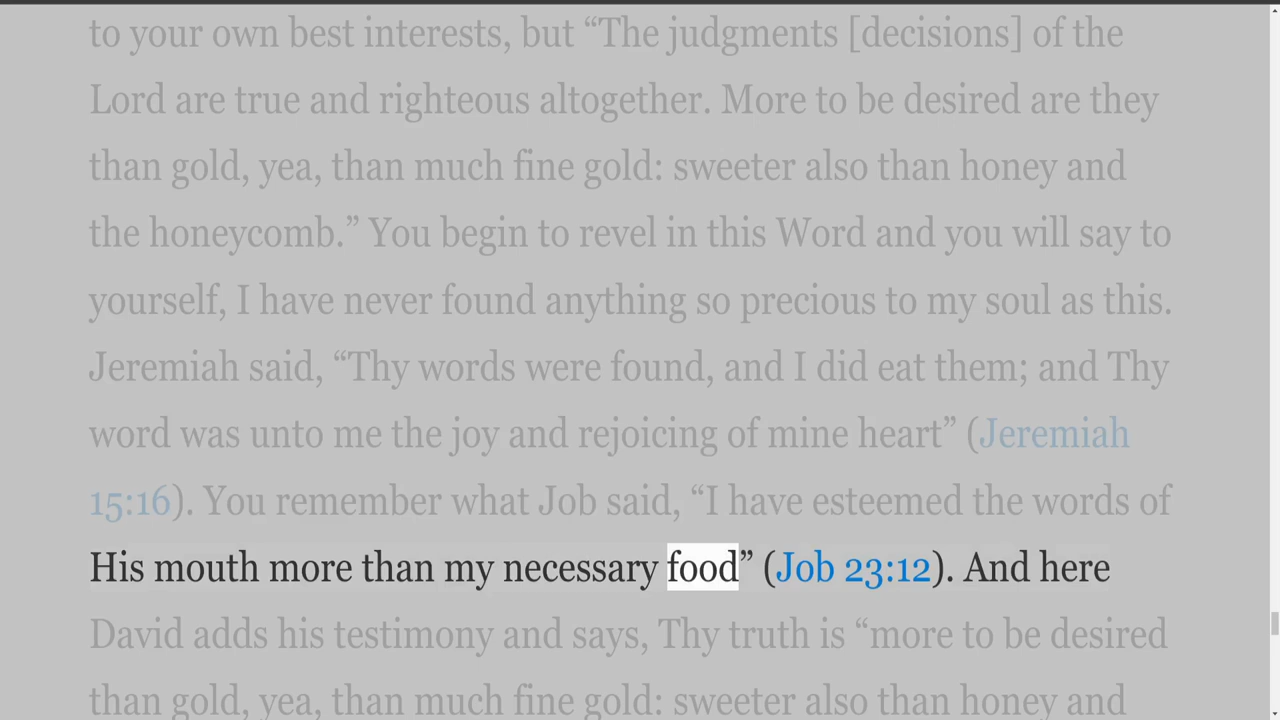 to your own best interests, but “The judgments [decisions] of the
Lord are true and righteous altogether. More to be desired are they
than gold, yea, than much fine gold: sweeter also than honey and
the honeycomb.” You begin to revel in this Word and you will say to
yourself, I have never found anything so precious to my soul as this.
Jeremiah said, “Thy words were found, and I did eat them; and Thy
word was unto me the joy and rejoicing of mine heart” (Jeremiah
15:16). You remember what Job said, “I have esteemed the words of
His mouth more than my necessary food” (Job 23:12). And here
David adds his testimony and says, Thy truth is “more to be desired
than gold, yea, than much fine gold: sweeter also than honey and